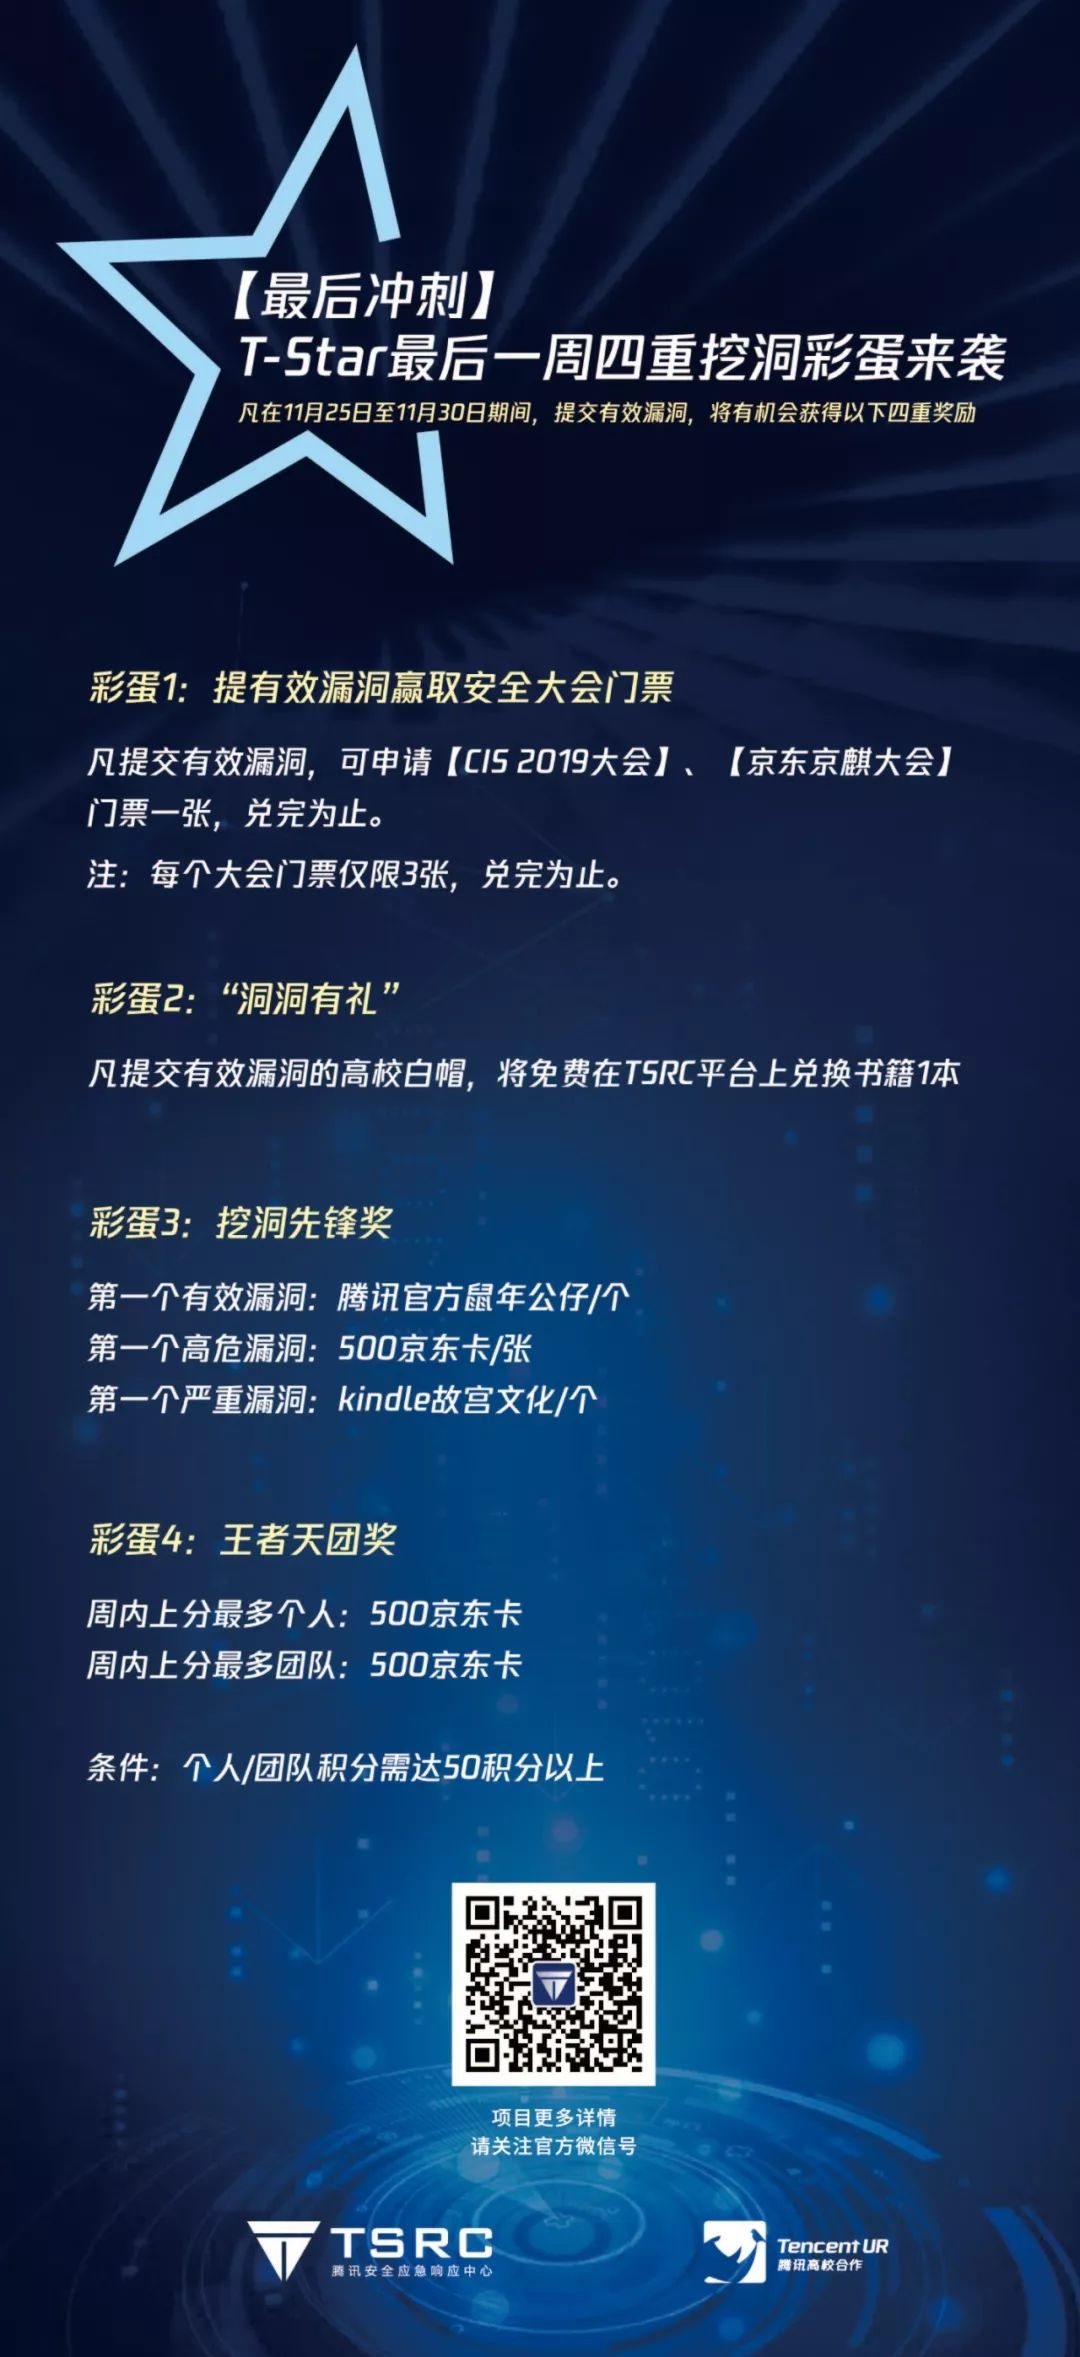 【最后冲刺】
T-Star最后一周四重挖洞彩蛋来袭
凡在11月25日至11月30日期间，提交有效漏洞，将有机会获得以下四重奖励
彩蛋1：提有效漏洞赢取安全大会门票
凡提交有效漏洞，可申请【CIS 2019大会】、【京东京麒大会】
门票一张，兑完为止。
注：每个大会门票仅限3张，兑完为止。
彩蛋2：“洞洞有礼”
凡提交有效漏洞的高校白帽，将免费在TSRC平台上兑换书籍1本
彩蛋3：挖洞先锋奖
第一个有效漏洞：腾讯官方鼠年公仔/个
第一个高危漏洞：500京东卡/张
第一个严重漏洞：kindle故宫文化/个
彩蛋4：王者天团奖
周内上分最多个人：500京东卡
周内上分最多团队：500京东卡
条件：个人/团队积分需达50积分以上
项目更多详情
请关注官方微信号
TSRC
腾讯安全应急响应中心
Tencent UR
腾讯高校合作